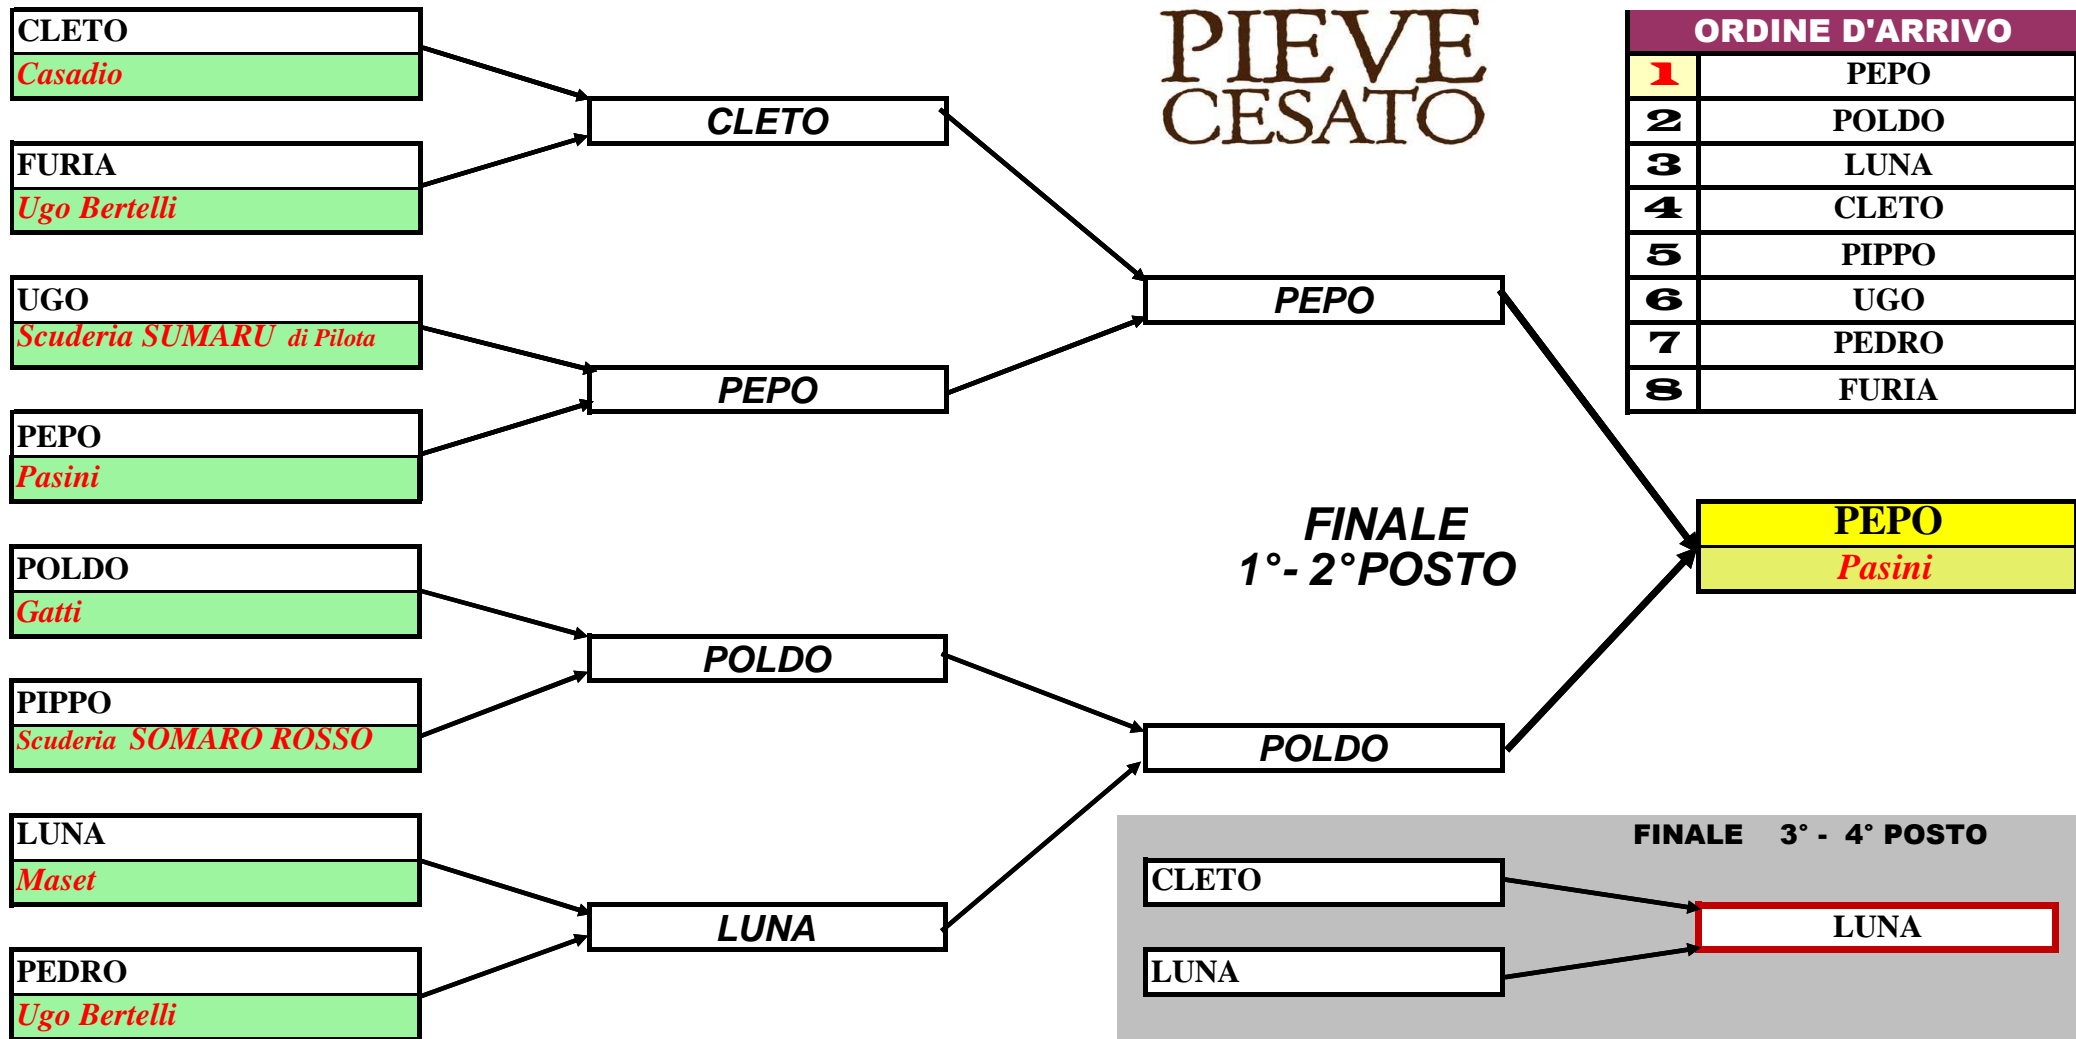 CLETO
Casadio
FURIA
Ugo Bertelli
UGO
Scuderia SUMARU di Pilota
PEPO
Pasini
POLDO
Gatti
PIPPO
Scuderia SOMARO ROSSO
LUNA
Maset
PEDRO
Ugo Bertelli
CLETO
PEPO
POLDO
LUNA
PIEVE
CESATO
PEPO
FINALE
1°- 2°POSTO
POLDO
ORDINE D'ARRIVO
1 PEPO
2 POLDO
3 LUNA
4 CLETO
5 PIPPO
6 UGO
7 PEDRO
8 FURIA
PEPO
Pasini
FINALE 3° - 4° POSTO
CLETO
LUNA
LUNA